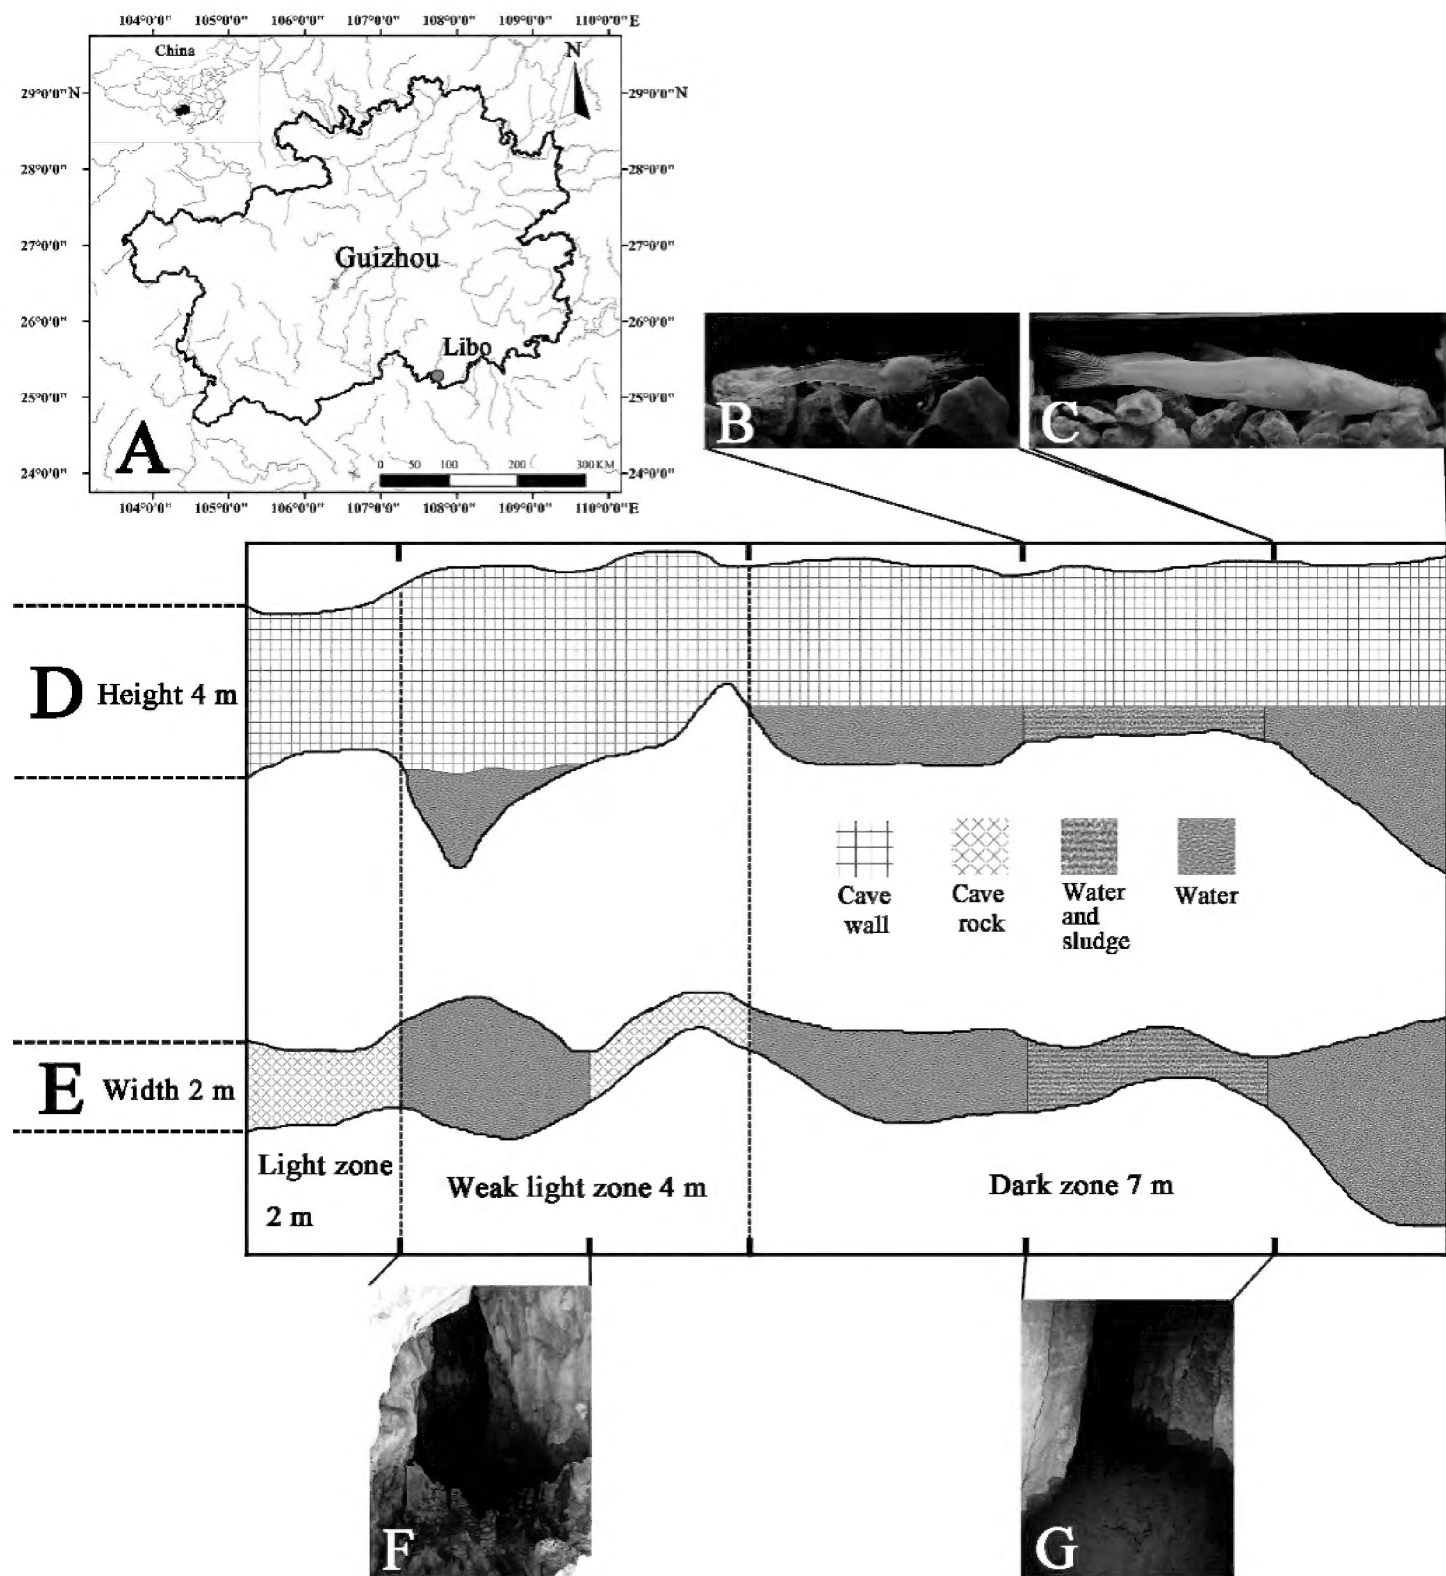 104°0'0" 105°0'0" 106°0'0" 107°0'0" 108°0'0" 109°0'0" 110°0'0"E
China
N
29°0'0"N
29°0'0"N
28°0'0"
28°0'0"
27°0'0"
27°0'0"
Guizhou
26°0'0"
26°0'0"
Libo
25°0'0"
25°0'0"
A
0 50 100 200 300 KM
24°0'0"
24°0'0"
104°0'0" 105°0'0" 106°0'0" 107°0'0" 108°0'0" 109°0'0" 110°0'0"E
B
C
D Height 4 m
Cave
wall
Cave
rock
Water
and
sludge
Water
E Width 2 m
Light zone
2 m
Weak light zone 4 m
Dark zone 7 m
F
G